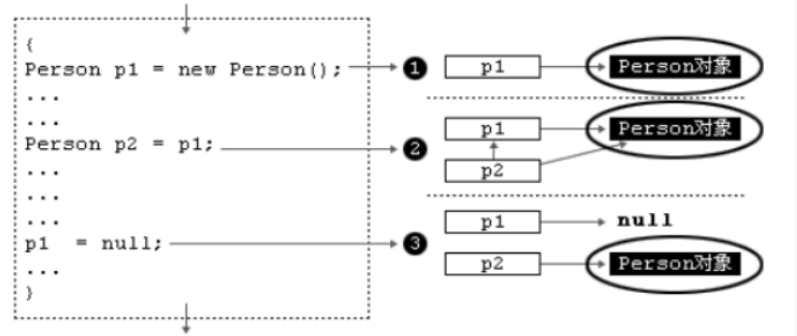 {
Person p1 = new Person();
...
...
Person p2 = p1;
...
...
...
p1 = null;
...
}
❶ p1 Person对象
❷ p1 Person对象
p2
❸ p1 null
p2 Person对象